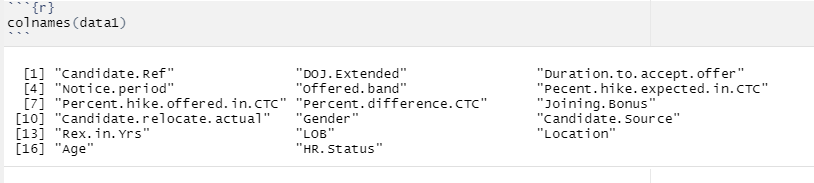 ```{r}
colnames(data1)
```
[1] "Candidate.Ref" "DOJ.Extended" "Duration.to.accept.offer"
[4] "Notice.period" "Offered.band" "Pecent.hike.expected.in.CTC"
[7] "Percent.hike.offered.in.CTC" "Percent.difference.CTC" "Joining.Bonus"
[10] "Candidate.relocate.actual" "Gender" "Candidate.Source"
[13] "Rex.in.Yrs" "LOB" "Location"
[16] "Age" "HR.Status"